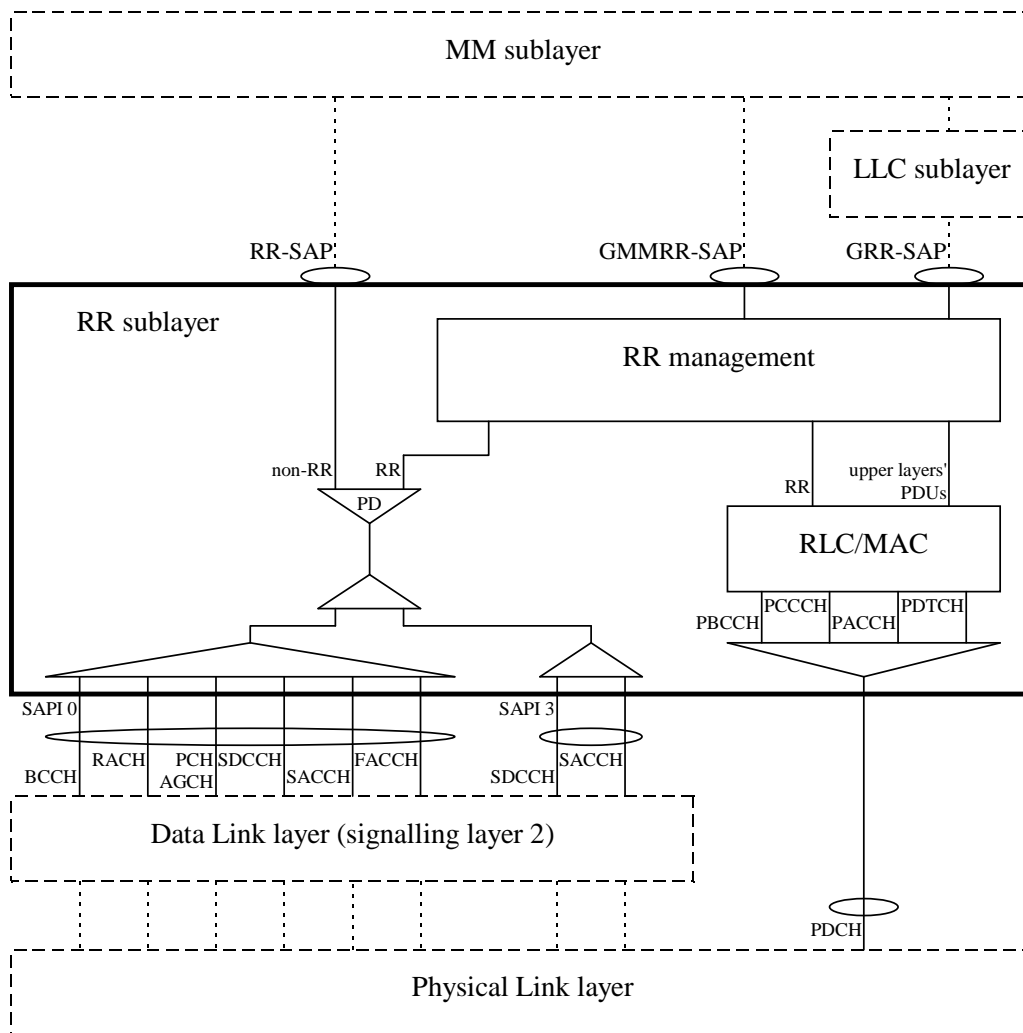 MM sublayer
LLC sublayer
RR-SAP
GMMRR-SAP
GRR-SAP
RR sublayer
RR management
non-RR
RR
PD
RR
upper layers'
PDUs
RLC/MAC
PBCCH
PCCCH
PACCH
PDTCH
SAPI 0
SAPI 3
BCCH
RACH
PCH
AGCH
SDCCH
SACCH
FACCH
SDCCH
SACCH
Data Link layer (signalling layer 2)
PDCH
Physical Link layer